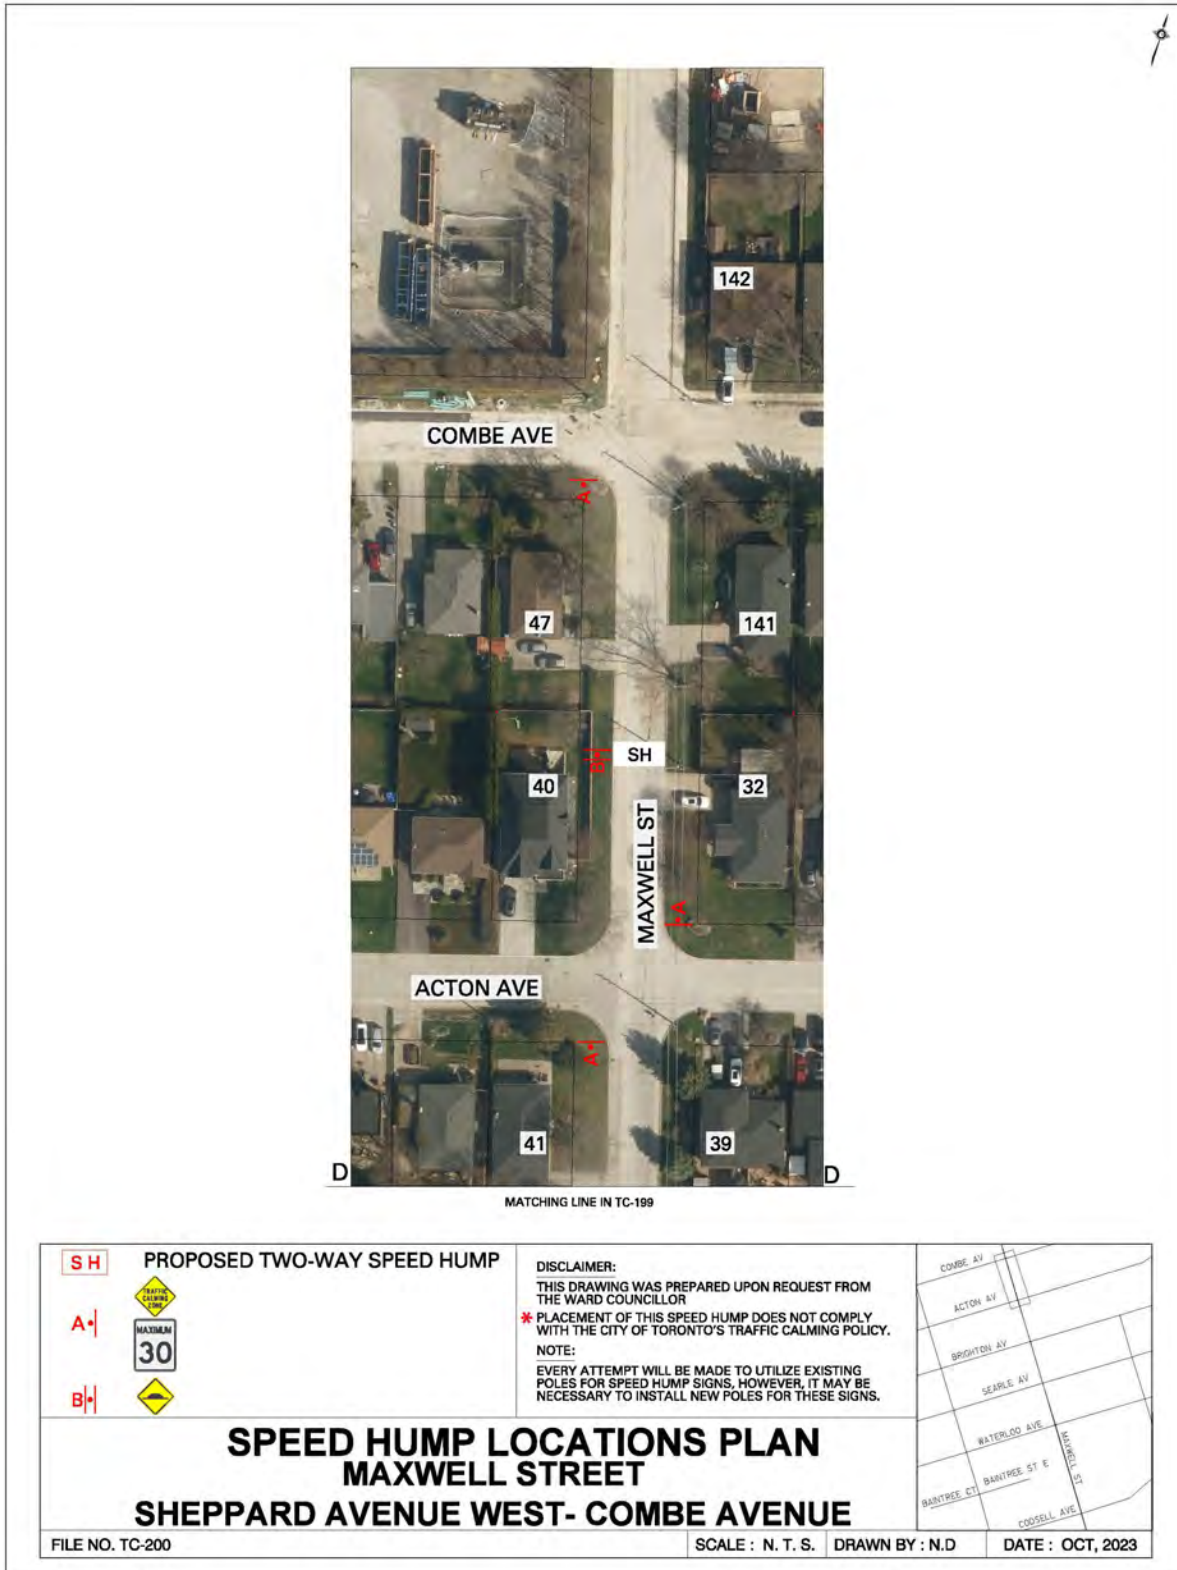 142
COMBE AVE
A
47
141
SH
B
40
32
MAXWELL ST
A
ACTON AVE
A
41
39
D
D
MATCHING LINE IN TC-199
S H
PROPOSED TWO-WAY SPEED HUMP
TRAFFIC
CALMING
ZONE
A
MAXIMUM
30
B
DISCLAIMER:
THIS DRAWING WAS PREPARED UPON REQUEST FROM
THE WARD COUNCILLOR
* PLACEMENT OF THIS SPEED HUMP DOES NOT COMPLY
WITH THE CITY OF TORONTO'S TRAFFIC CALMING POLICY.
NOTE:
EVERY ATTEMPT WILL BE MADE TO UTILIZE EXISTING
POLES FOR SPEED HUMP SIGNS, HOWEVER, IT MAY BE
NECESSARY TO INSTALL NEW POLES FOR THESE SIGNS.
COMBE AV
ACTON AV
BRIGHTON AV
SEARLE AV
WATERLOO AVE
MAXWELL ST
BAINTREE ST E
BAINTREE CT
CODSELL AVE
SPEED HUMP LOCATIONS PLAN
MAXWELL STREET
SHEPPARD AVENUE WEST- COMBE AVENUE
FILE NO. TC-200
SCALE : N. T. S.
DRAWN BY : N.D
DATE : OCT, 2023